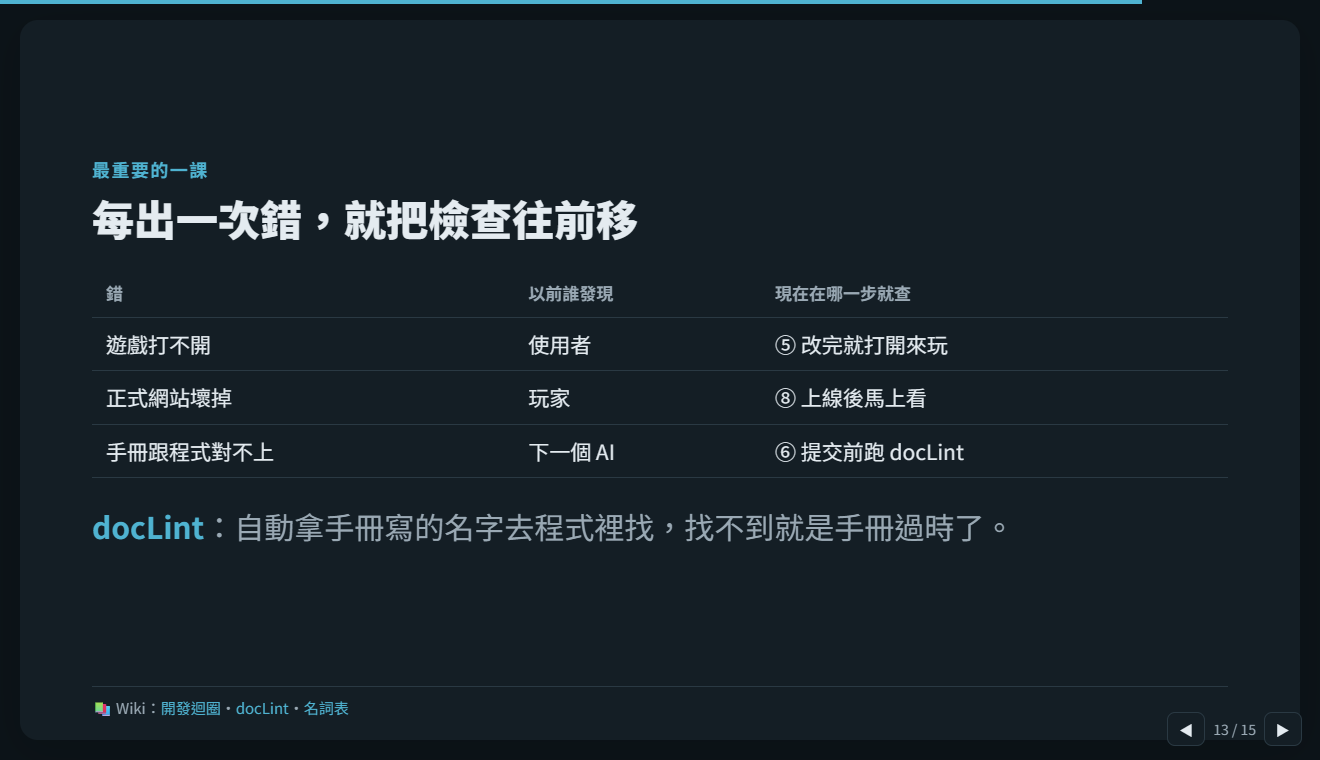 最重要的一課
每出一次錯，就把檢查往前移
錯 以前誰發現 現在在哪一步就查
遊戲打不開 使用者 ⑤ 改完就打開來玩
正式網站壞掉 玩家 ⑧ 上線後馬上看
手冊跟程式對不上 下一個 AI ⑥ 提交前跑 docLint
docLint：自動拿手冊寫的名字去程式裡找，找不到就是手冊過時了。
Wiki：開發迴圈・docLint・名詞表
13 / 15